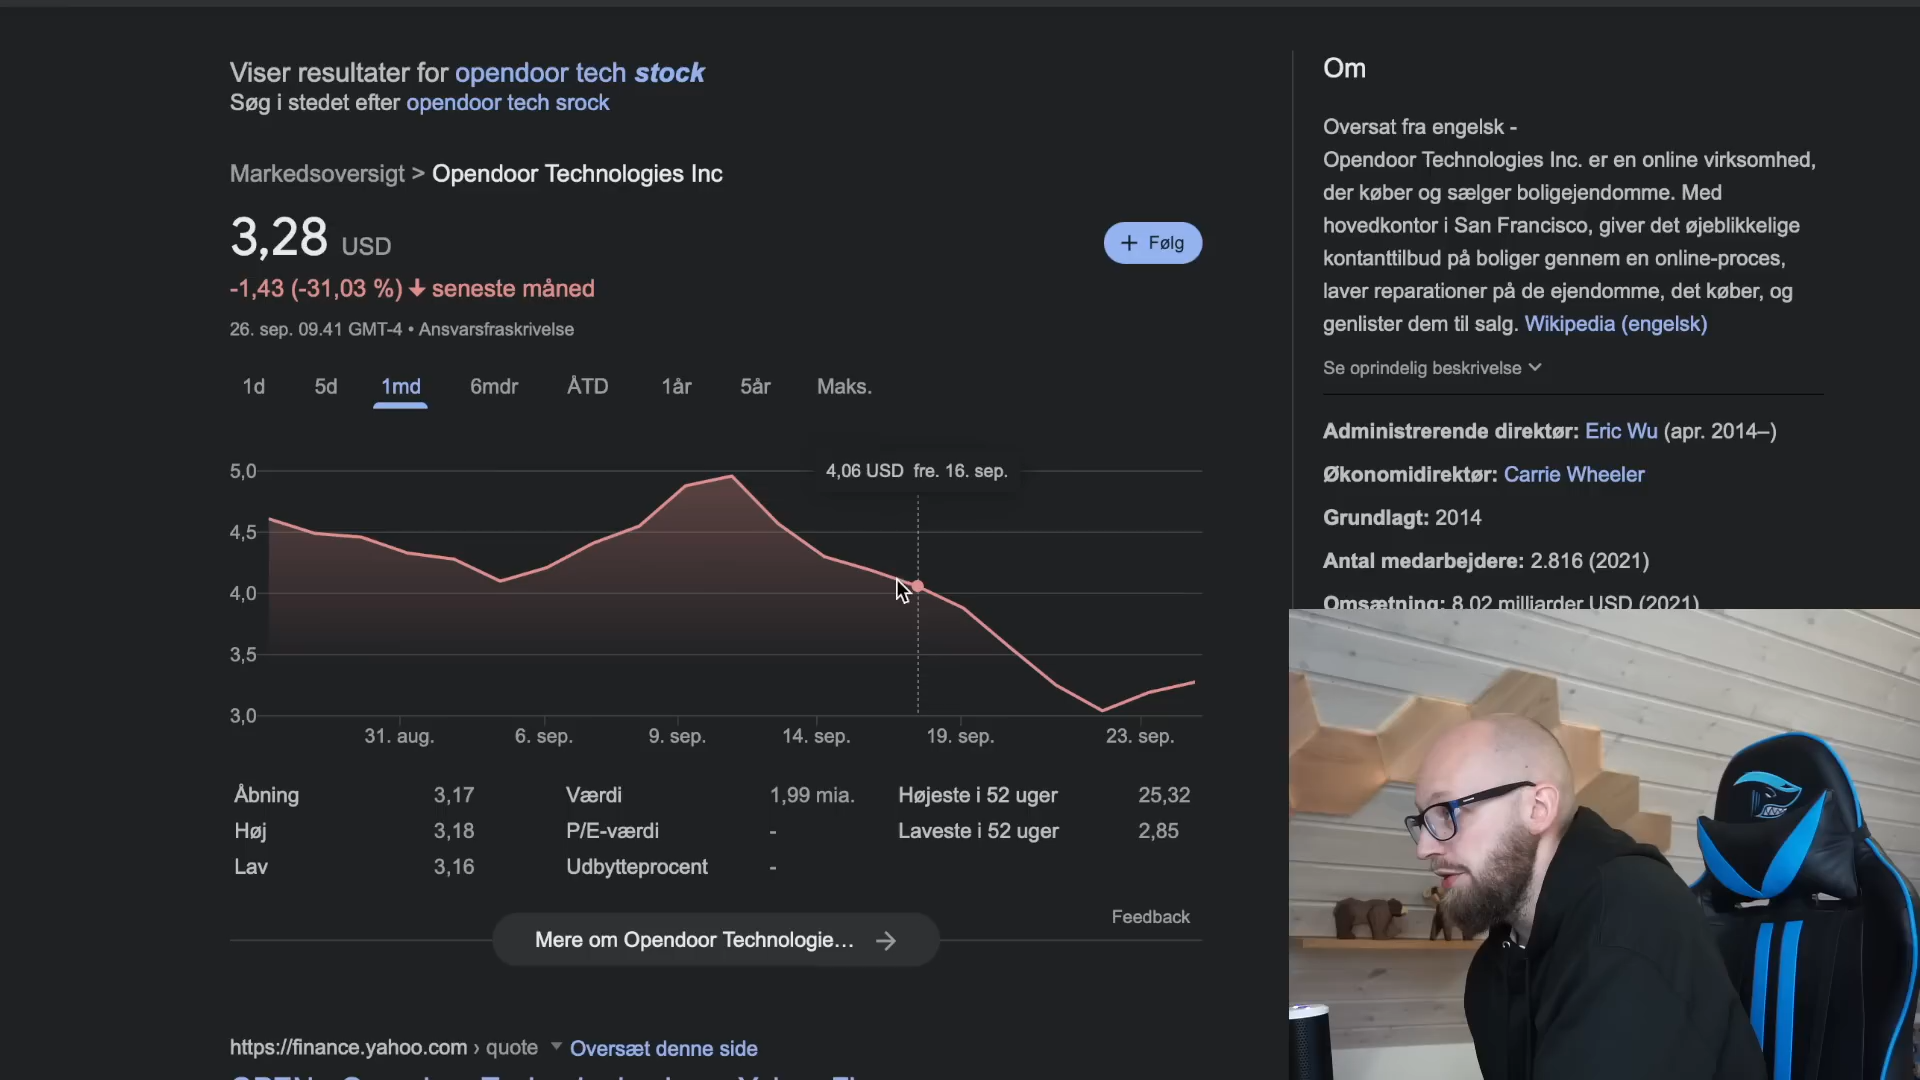 Viser resultater for opendoor tech stock
Søg i stedet efter opendoor tech srock
Markedsoversigt > Opendoor Technologies Inc
3,28 USD
+ Følg
-1,43 (-31,03 %) ↓ seneste måned
26. sep. 09.41 GMT-4 • Ansvarsfraskrivelse
1d 5d 1md 6mdr ÅTD 1år 5år Maks.
4,06 USD fre. 16. sep.
5,0
4,5
4,0
3,5
3,0
31. aug. 6. sep. 9. sep. 14. sep. 19. sep. 23. sep.
Åbning 3,17 Værdi 1,99 mia. Højeste i 52 uger 25,32
Høj 3,18 P/E-værdi - Laveste i 52 uger 2,85
Lav 3,16 Udbytteprocent -
Feedback
Mere om Opendoor Technologie... →
https://finance.yahoo.com › quote Oversæt denne side
Om
Oversat fra engelsk -
Opendoor Technologies Inc. er en online virksomhed,
der køber og sælger boligejendomme. Med
hovedkontor i San Francisco, giver det øjeblikkelige
kontanttilbud på boliger gennem en online-proces,
laver reparationer på de ejendomme, det køber, og
genlister dem til salg. Wikipedia (engelsk)
Se oprindelig beskrivelse
Administrerende direktør: Eric Wu (apr. 2014–)
Økonomidirektør: Carrie Wheeler
Grundlagt: 2014
Antal medarbejdere: 2.816 (2021)
Omsætning: 8,02 milliarder USD (2021)